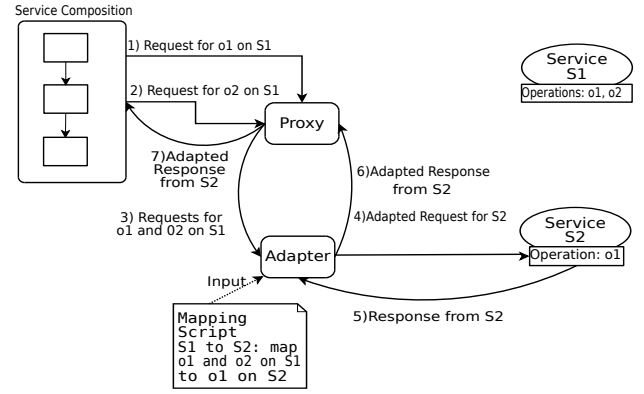 Service Composition
1) Request for o1 on S1
2) Request for o2 on S1
Proxy
Service
S1
Operations: o1, o2
7)Adapted
Response
from S2
6)Adapted Response
from S2
3) Requests for
o1 and 02 on S1
4)Adapted Request for S2
Service
S2
Operation: o1
Adapter
Input
5)Response from S2
Mapping
Script
S1 to S2: map
o1 and o2 on S1
to o1 on S2